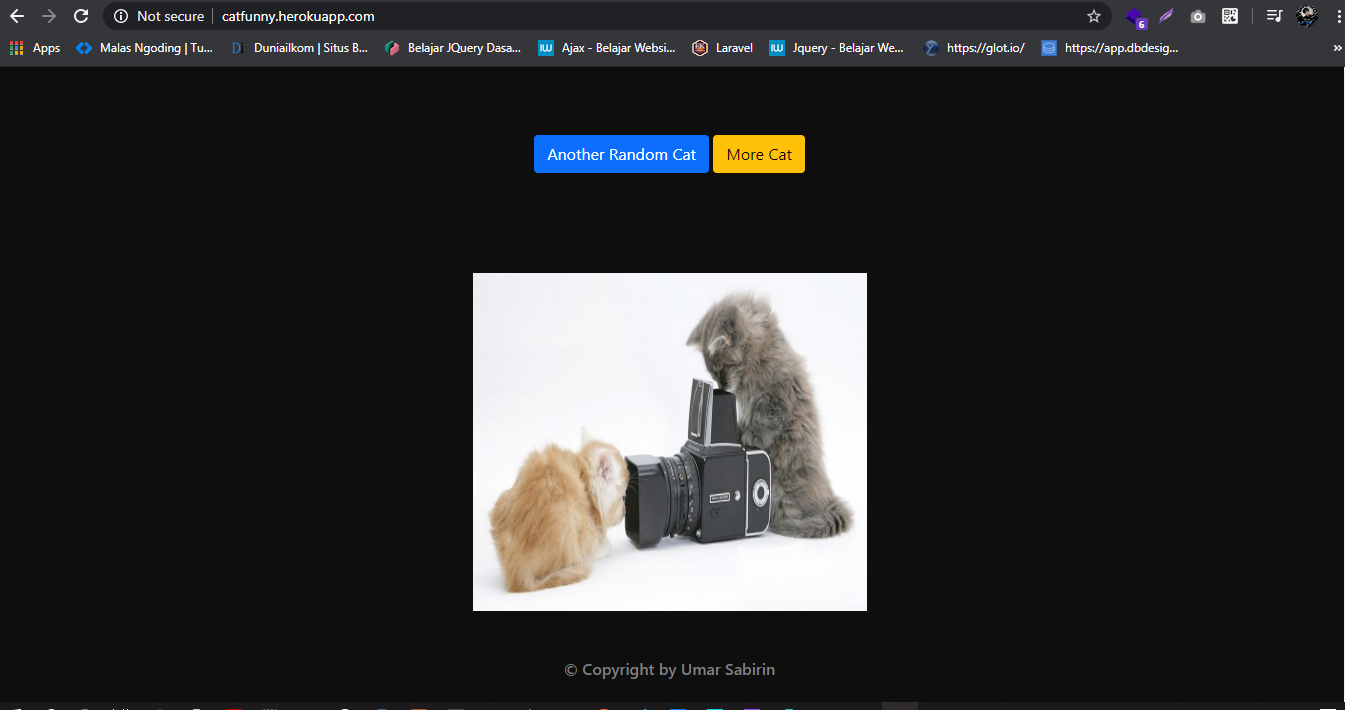 Not secure | catfunny.herokuapp.com
6
Apps Malas Ngoding | Tu... Duniailkom | Situs B... Belajar JQuery Dasa... Ajax - Belajar Websi... Laravel Jquery - Belajar We... https://glot.io/ https://app.dbdesig... »
Another Random Cat More Cat
© Copyright by Umar Sabirin